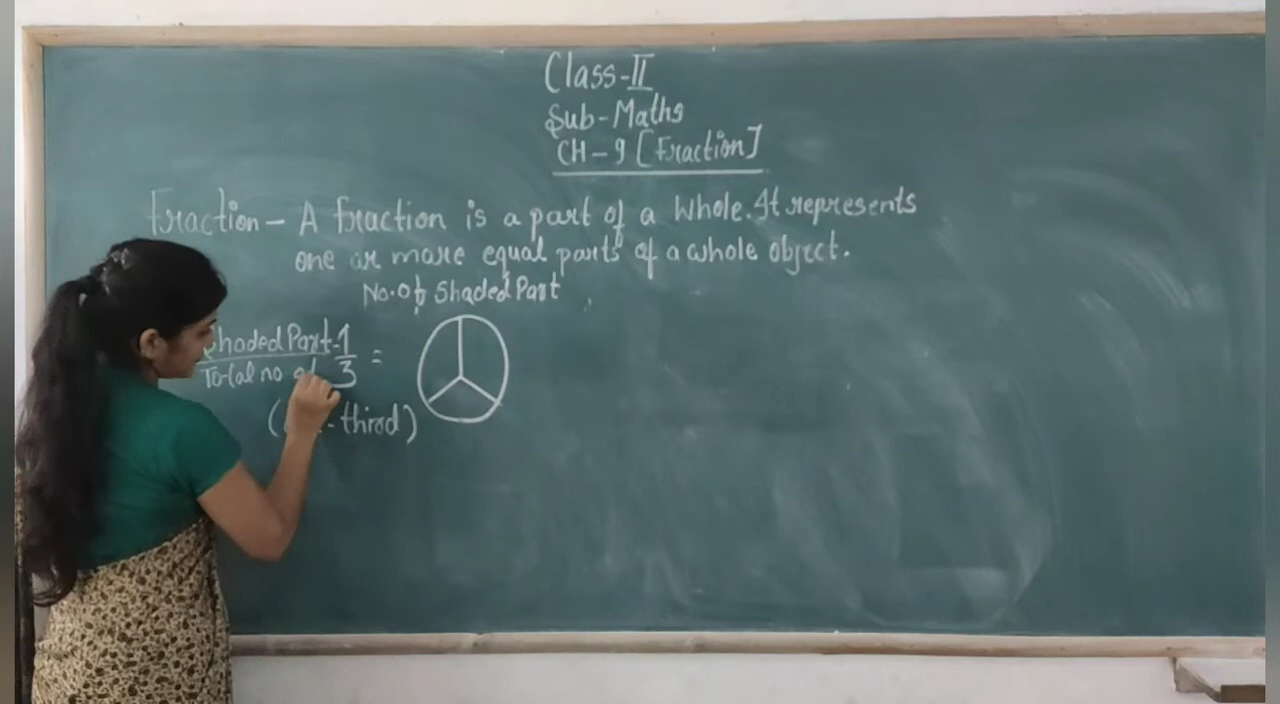 Class-II
Sub-Maths
CH-9 [Fraction]
Fraction - A fraction is a part of a whole. It represents
one or more equal parts of a whole object.
No. of Shaded Part
Shaded Part - 1/3 =
Total no of
-third)